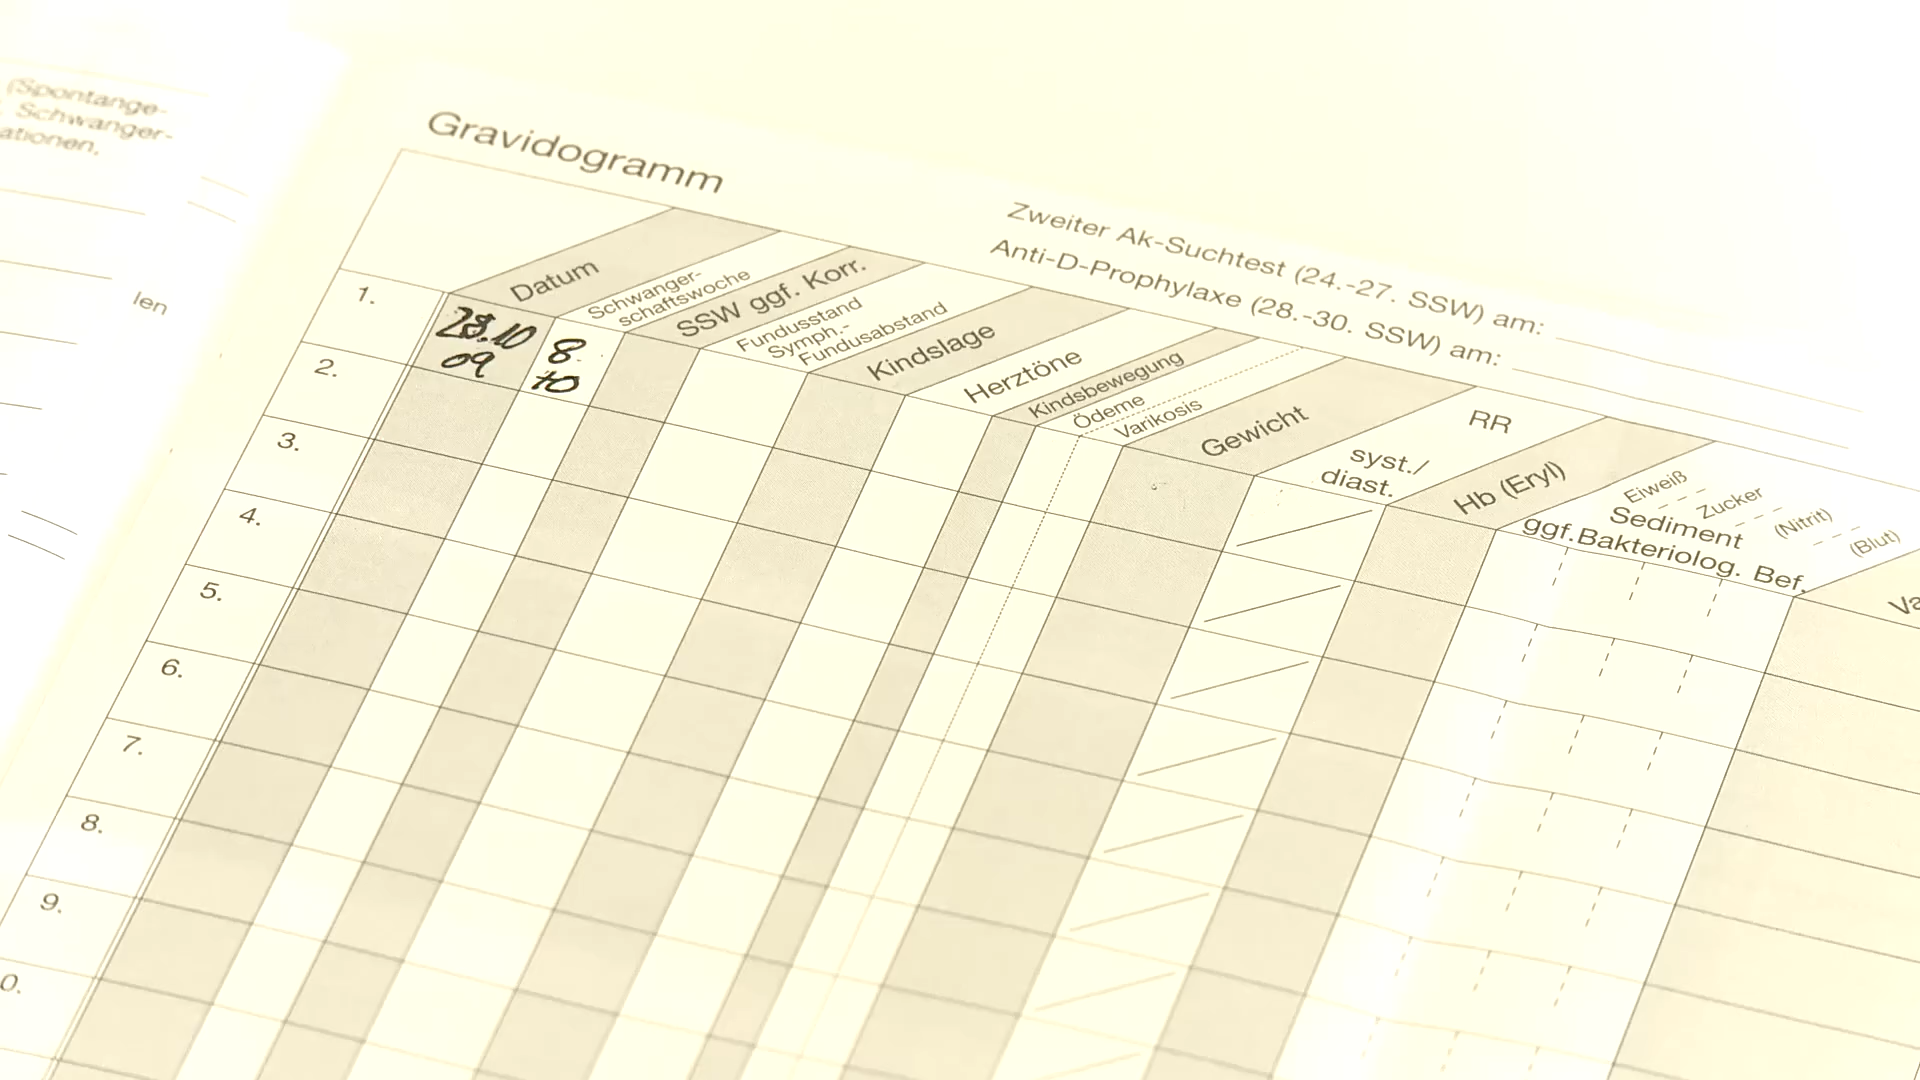 (Spontange-
Schwanger-
ationen,
len
Gravidogramm
Zweiter Ak-Suchtest (24.-27. SSW) am:
Anti-D-Prophylaxe (28.-30. SSW) am:
Datum
Schwanger-
schaftswoche
SSW ggf. Korr.
Fundusstand
Symph.-
Fundusabstand
Kindslage
Herztöne
Kindsbewegung
Ödeme
Varikosis
Gewicht
RR
syst./
diast.
Hb (Eryl)
Eiweiß
Zucker
(Nitrit)
(Blut)
Sediment
ggf.Bakteriolog. Bef.
Va
1.
09
8
2.
3.
4.
5.
6.
7.
8.
9.
0.